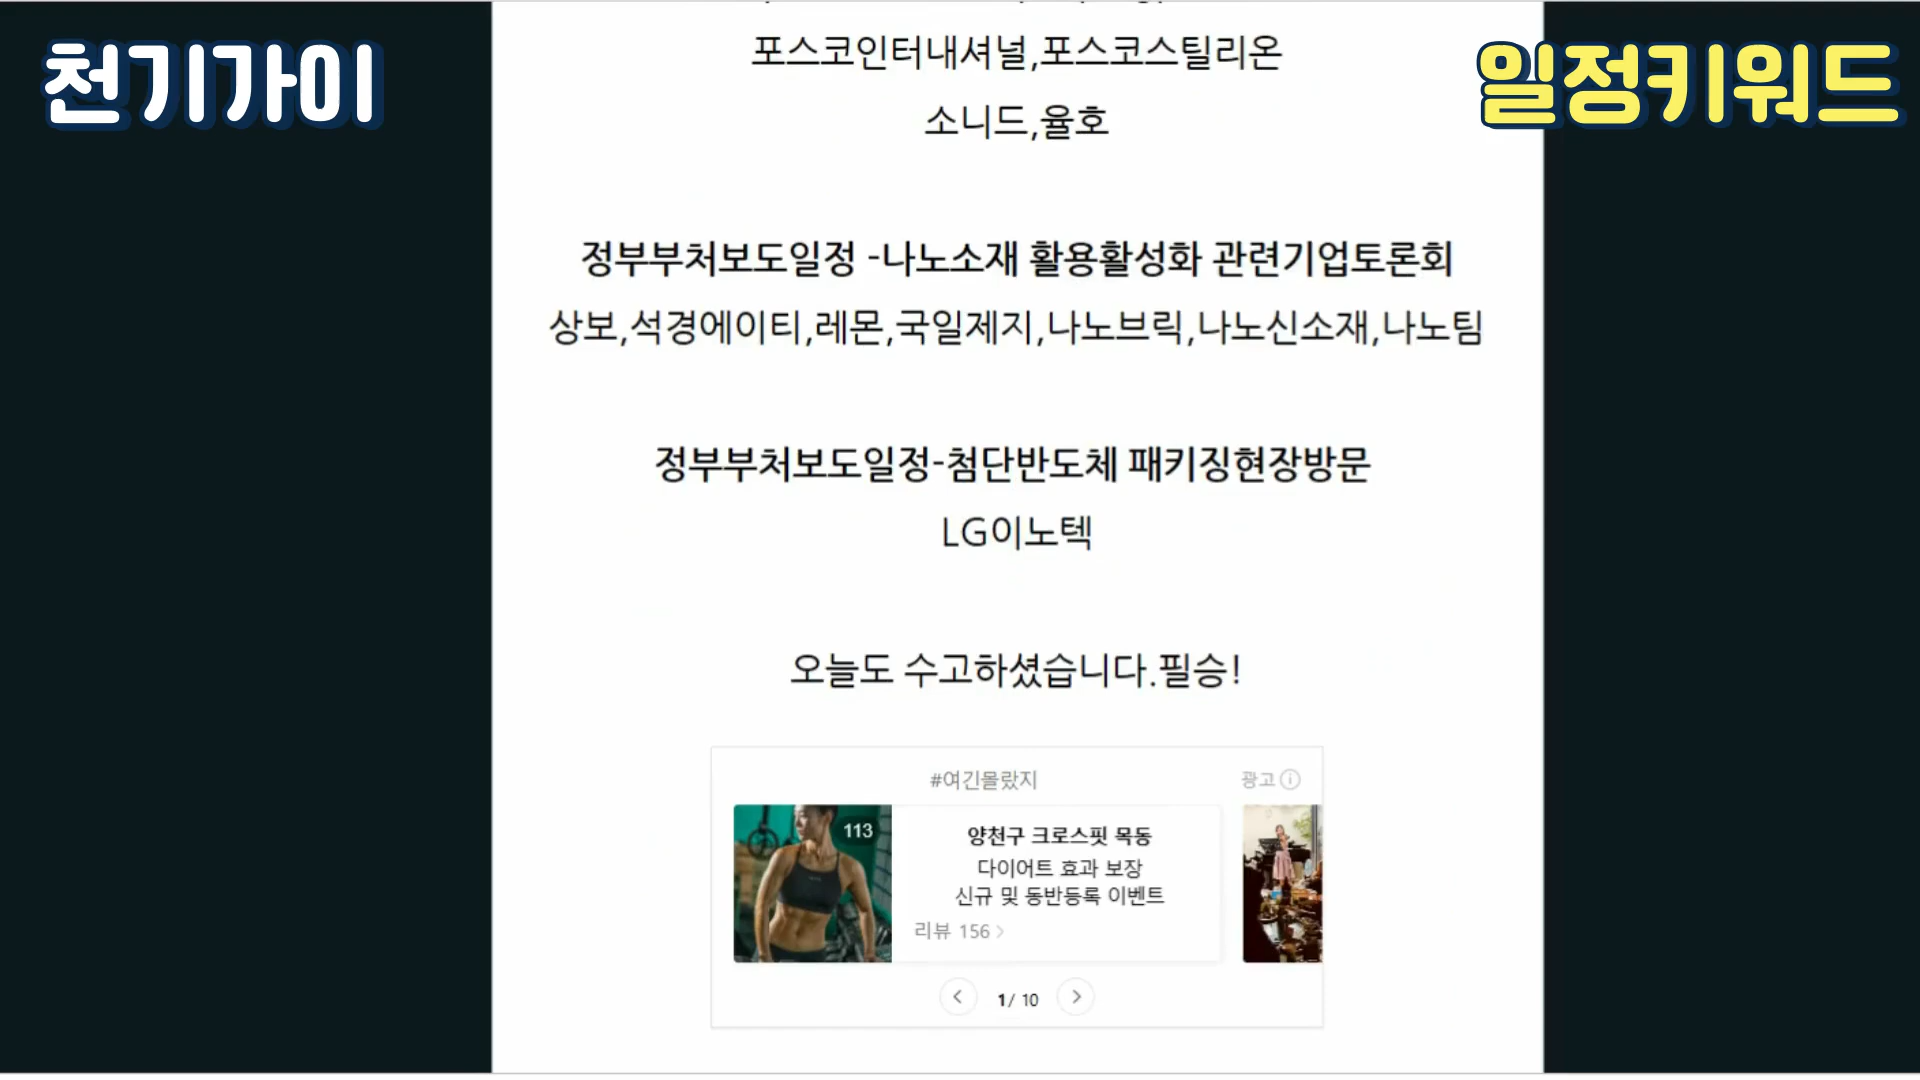 천기가이
일정키워드
포스코인터내셔널,포스코스틸리온
소니드,율호
정부부처보도일정 -나노소재 활용활성화 관련기업토론회
상보,석경에이티,레몬,국일제지,나노브릭,나노신소재,나노팀
정부부처보도일정-첨단반도체 패키징현장방문
LG이노텍
오늘도 수고하셨습니다.필승!
#여긴몰랐지
광고
113
양천구 크로스핏 목동
다이어트 효과 보장
신규 및 동반등록 이벤트
리뷰 156 >
1/ 10